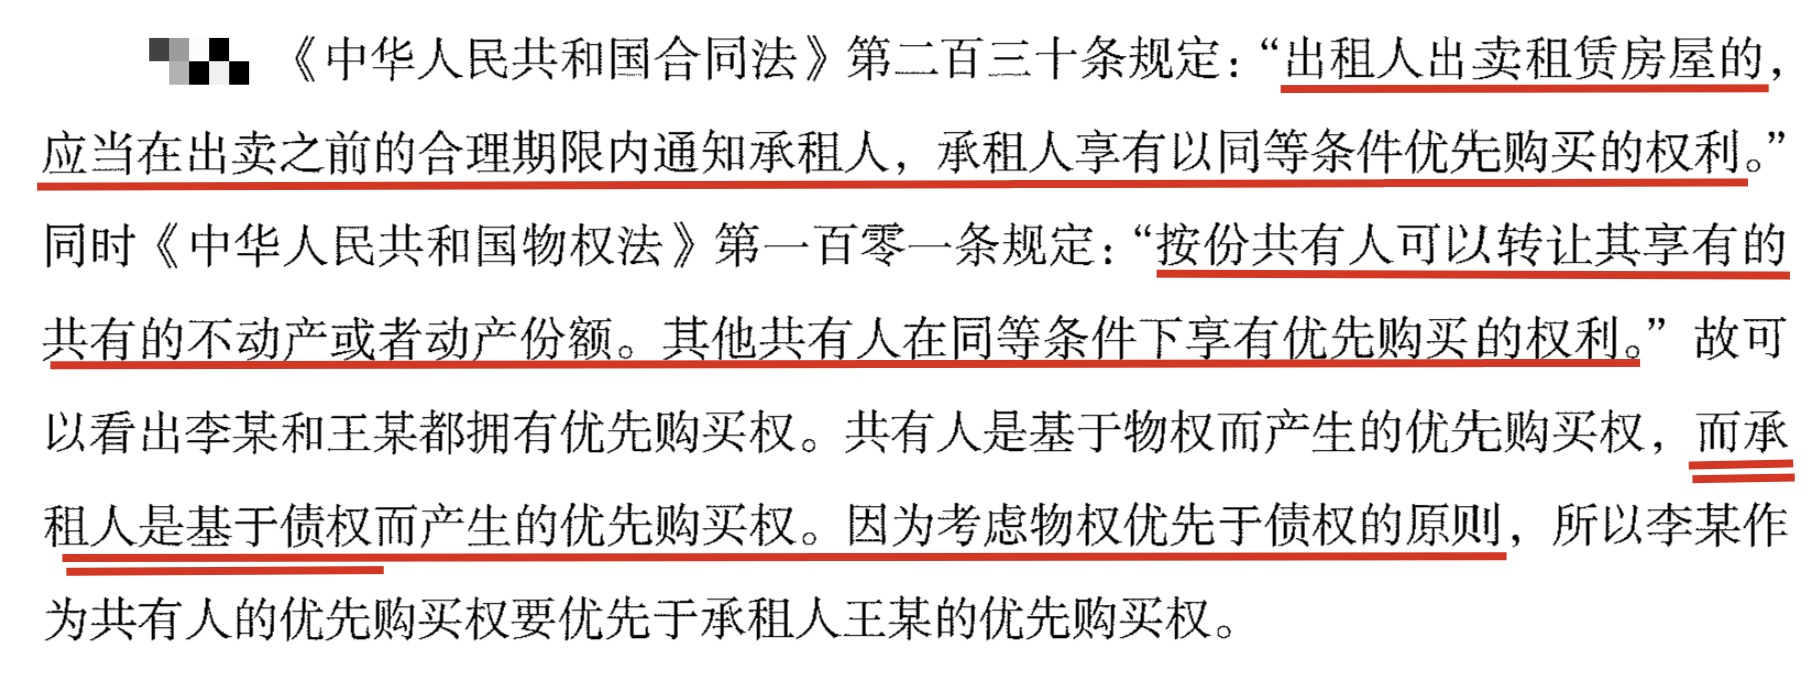 《中华人民共和国合同法》第二百三十条规定：“出租人出卖租赁房屋的，
应当在出卖之前的合理期限内通知承租人，承租人享有以同等条件优先购买的权利。”
同时《中华人民共和国物权法》第一百零一条规定：“按份共有人可以转让其享有的
共有的不动产或者动产份额。其他共有人在同等条件下享有优先购买的权利。”故可
以看出李某和王某都拥有优先购买权。共有人是基于物权而产生的优先购买权，而承
租人是基于债权而产生的优先购买权。因为考虑物权优先于债权的原则，所以李某作
为共有人的优先购买权要优先于承租人王某的优先购买权。